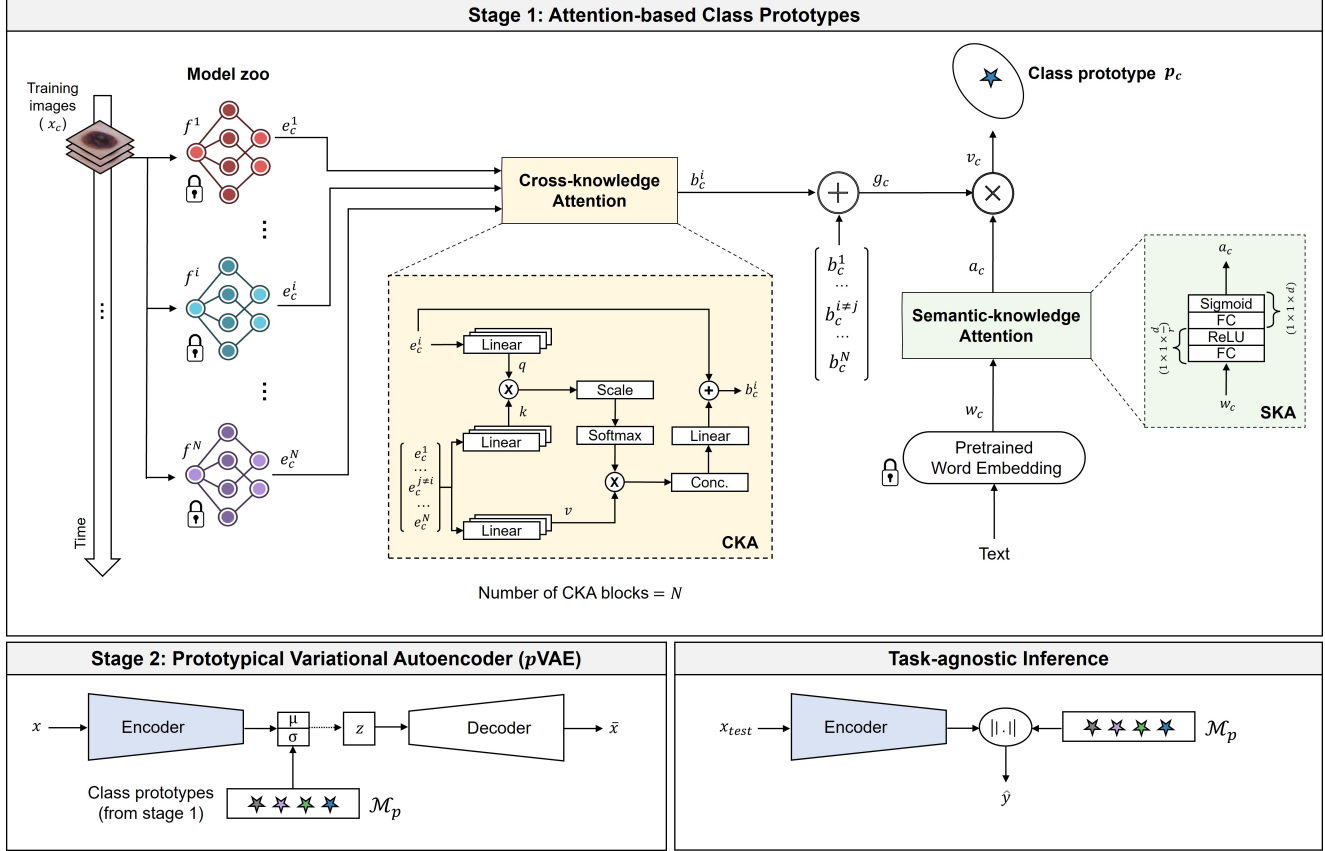 Stage 1: Attention-based Class Prototypes
Training
images
( x_c)
Model zoo
Class prototype p_c
f^1
e_c^1
⋮
f^i
e_c^i
⋮
f^N
e_c^N
...
Time
Cross-knowledge
Attention
b_c^i
+
g_c
×
v_c
a_c
b_c^1
...
b_c^{i≠j}
...
b_c^N
Semantic-knowledge
Attention
w_c
Pretrained
Word Embedding
Text
a_c
Sigmoid
FC
ReLU
FC
(1 × 1 × d)
(1 × 1 × d/r)
w_c
SKA
e_c^i
Linear
q
X
Scale
k
Linear
Softmax
+
b_c^i
Linear
e_c^1
...
e_c^{j≠i}
...
e_c^N
X
Conc.
v
Linear
CKA
Number of CKA blocks = N
Stage 2: Prototypical Variational Autoencoder (pVAE)
x
Encoder
μ
σ
z
Decoder
x̄
Class prototypes
(from stage 1)
ℳ_p
Task-agnostic Inference
x_{test}
Encoder
||.||
ℳ_p
ŷ